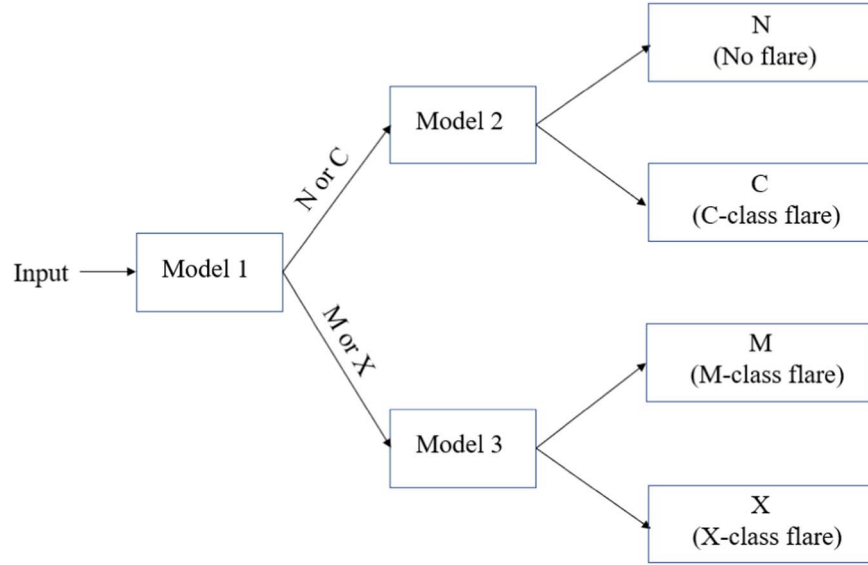 Input
Model 1
N or C
M or X
Model 2
Model 3
N
(No flare)
C
(C-class flare)
M
(M-class flare)
X
(X-class flare)